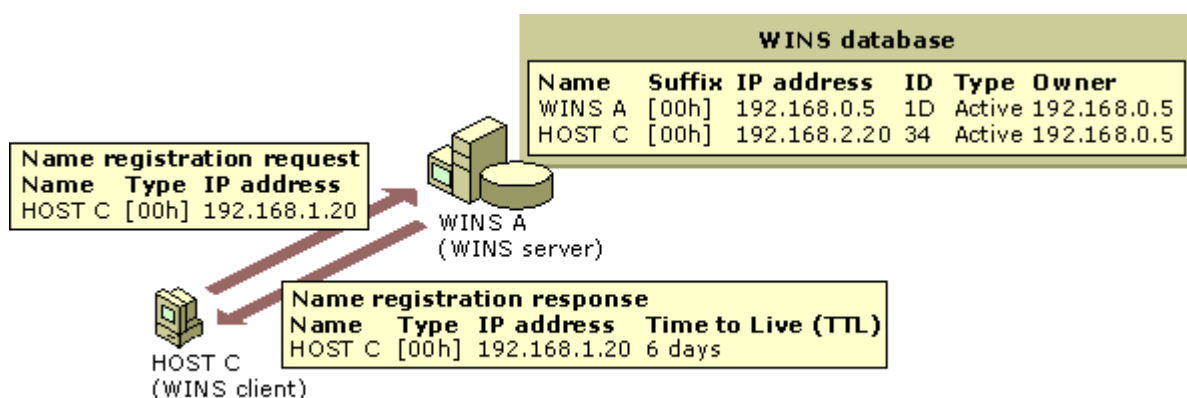 WINS database
Name Suffix IP address ID Type Owner
WINS A [00h] 192.168.0.5 1D Active 192.168.0.5
HOST C [00h] 192.168.2.20 34 Active 192.168.0.5
Name registration request
Name Type IP address
HOST C [00h] 192.168.1.20
WINS A
(WINS server)
Name registration response
Name Type IP address Time to Live (TTL)
HOST C [00h] 192.168.1.20 6 days
HOST C
(WINS client)